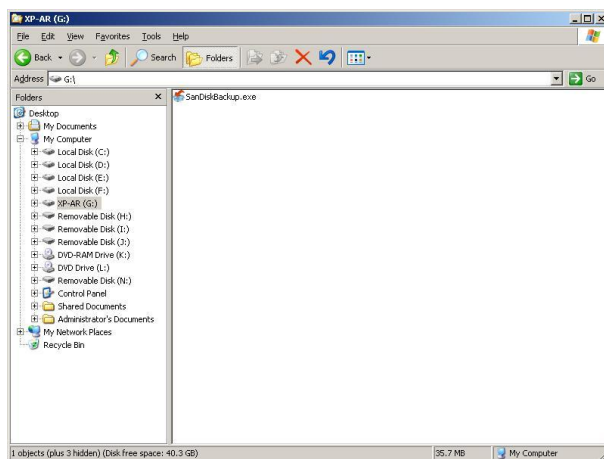 XP-AR (G:)
File Edit View Favorites Tools Help
Back Search Folders
Address G:\ Go
Folders
SanDiskBackup.exe
Desktop
My Documents
My Computer
Local Disk (C:)
Local Disk (D:)
Local Disk (E:)
Local Disk (F:)
XP-AR (G:)
Removable Disk (H:)
Removable Disk (I:)
Removable Disk (J:)
DVD-RAM Drive (K:)
DVD Drive (L:)
Removable Disk (N:)
Control Panel
Shared Documents
Administrator's Documents
My Network Places
Recycle Bin
1 objects (plus 3 hidden) (Disk free space: 40.3 GB) 35.7 MB My Computer